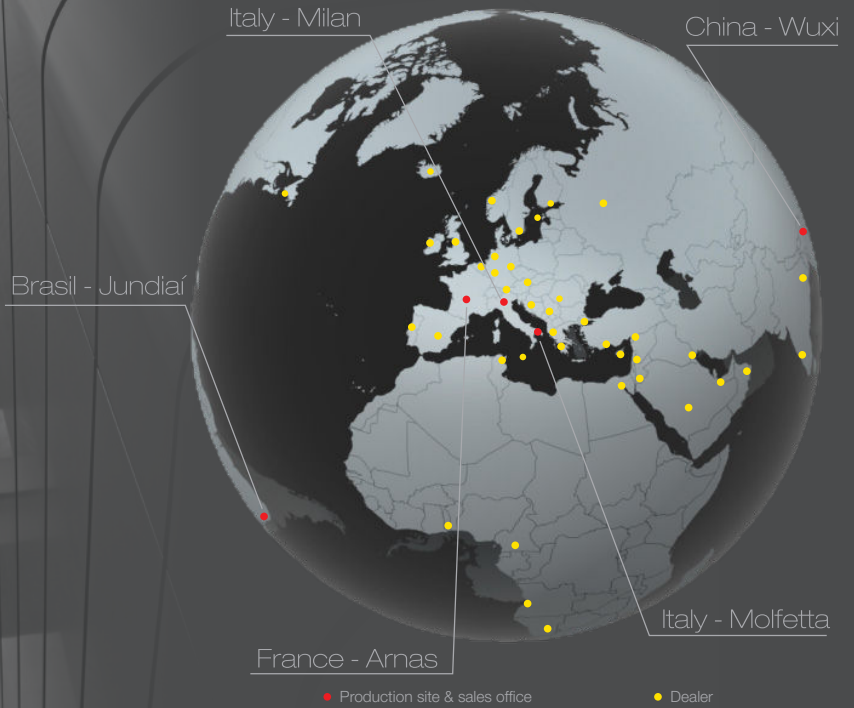 Italy - Milan
China - Wuxi
Brasil - Jundiaí
Italy - Molfetta
France - Arnas
Production site & sales office
Dealer